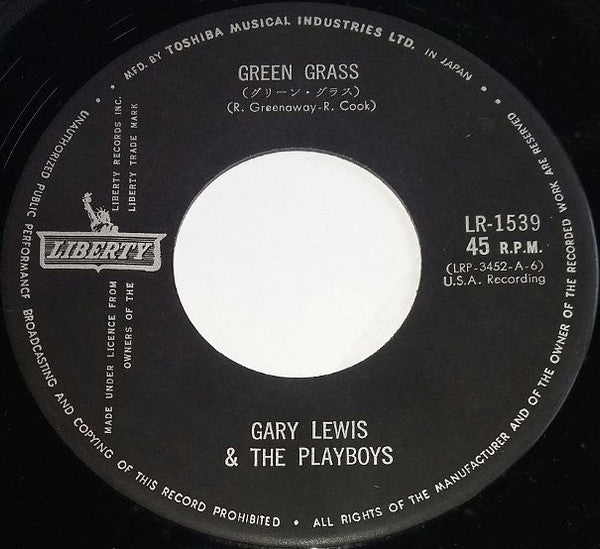 MFD. BY TOSHIBA MUSICAL INDUSTRIES LTD. IN JAPAN
GREEN GRASS
(グリーン・グラス)
(R. Greenaway-R. Cook)
LIBERTY RECORDS INC.
LIBERTY TRADE MARK
LIBERTY
MADE UNDER LICENCE FROM
OWNERS OF THE
LR-1539
45 R.P.M.
(LRP-3452-A-6)
U.S.A. Recording
GARY LEWIS
& THE PLAYBOYS
UNAUTHORIZED PUBLIC PERFORMANCE BROADCASTING AND COPYING OF THIS RECORD PROHIBITED • ALL RIGHTS OF THE MANUFACTURER AND OF THE OWNER OF THE RECORDED WORK ARE RESERVED